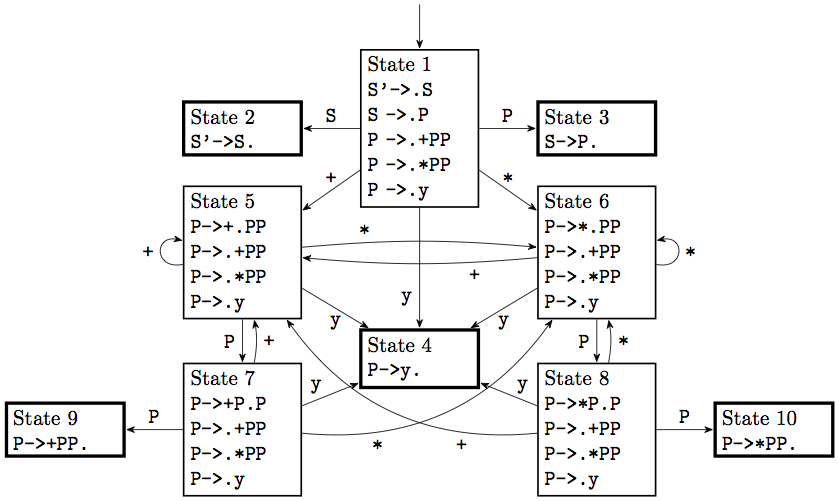 State 1
S'->.S
S ->.P
P ->.+PP
P ->.*PP
P ->.y
State 2
S'->S.
S
P
State 3
S->P.
+
*
State 5
P->+.PP
P->.+PP
P->.*PP
P->.y
State 6
P->*.PP
P->.+PP
P->.*PP
P->.y
+
*
+
*
y
y
y
State 4
P->y.
P
+
P
*
State 7
P->+P.P
P->.+PP
P->.*PP
P->.y
y
y
State 8
P->*P.P
P->.+PP
P->.*PP
P->.y
State 9
P->+PP.
P
*
+
P
State 10
P->*PP.